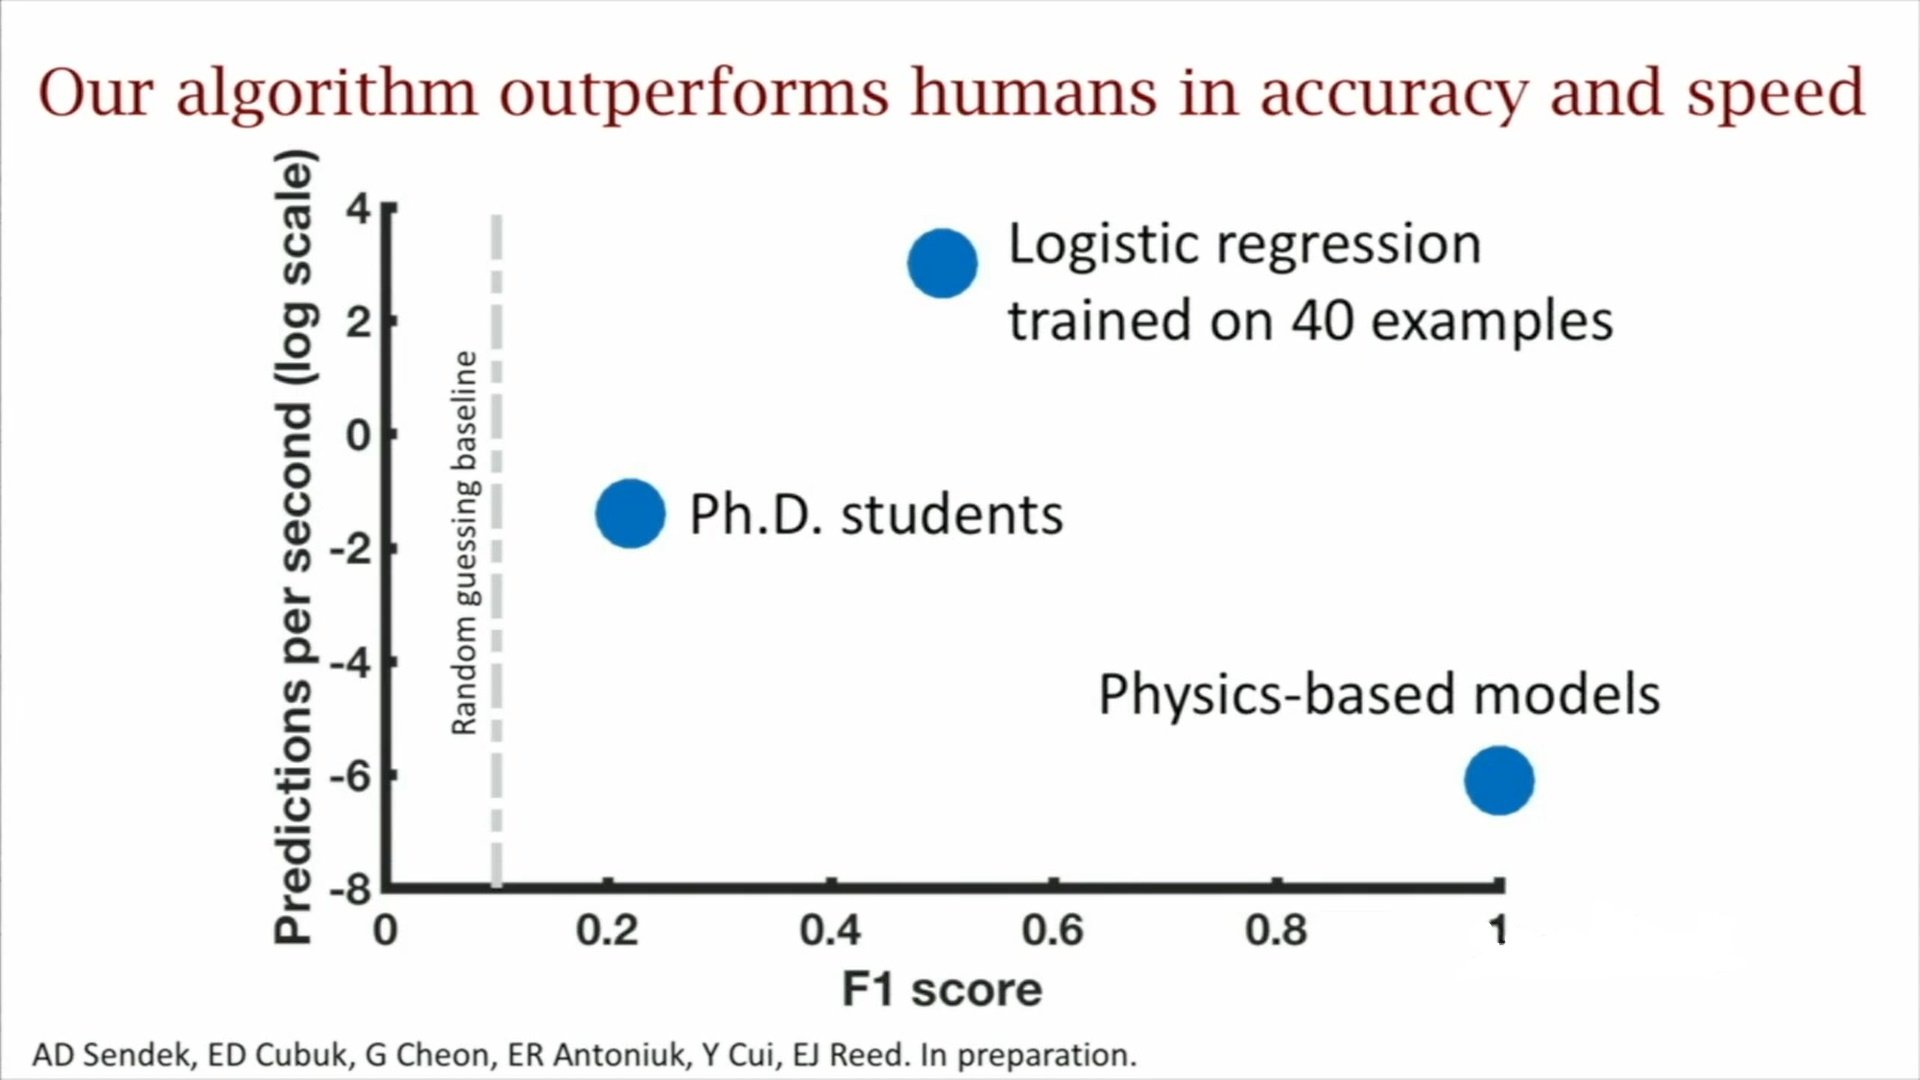 Our algorithm outperforms humans in accuracy and speed
Predictions per second (log scale)
4
2
0
-2
-4
-6
-8
Random guessing baseline
Logistic regression
trained on 40 examples
Ph.D. students
Physics-based models
0 0.2 0.4 0.6 0.8 1
F1 score
AD Sendek, ED Cubuk, G Cheon, ER Antoniuk, Y Cui, EJ Reed. In preparation.